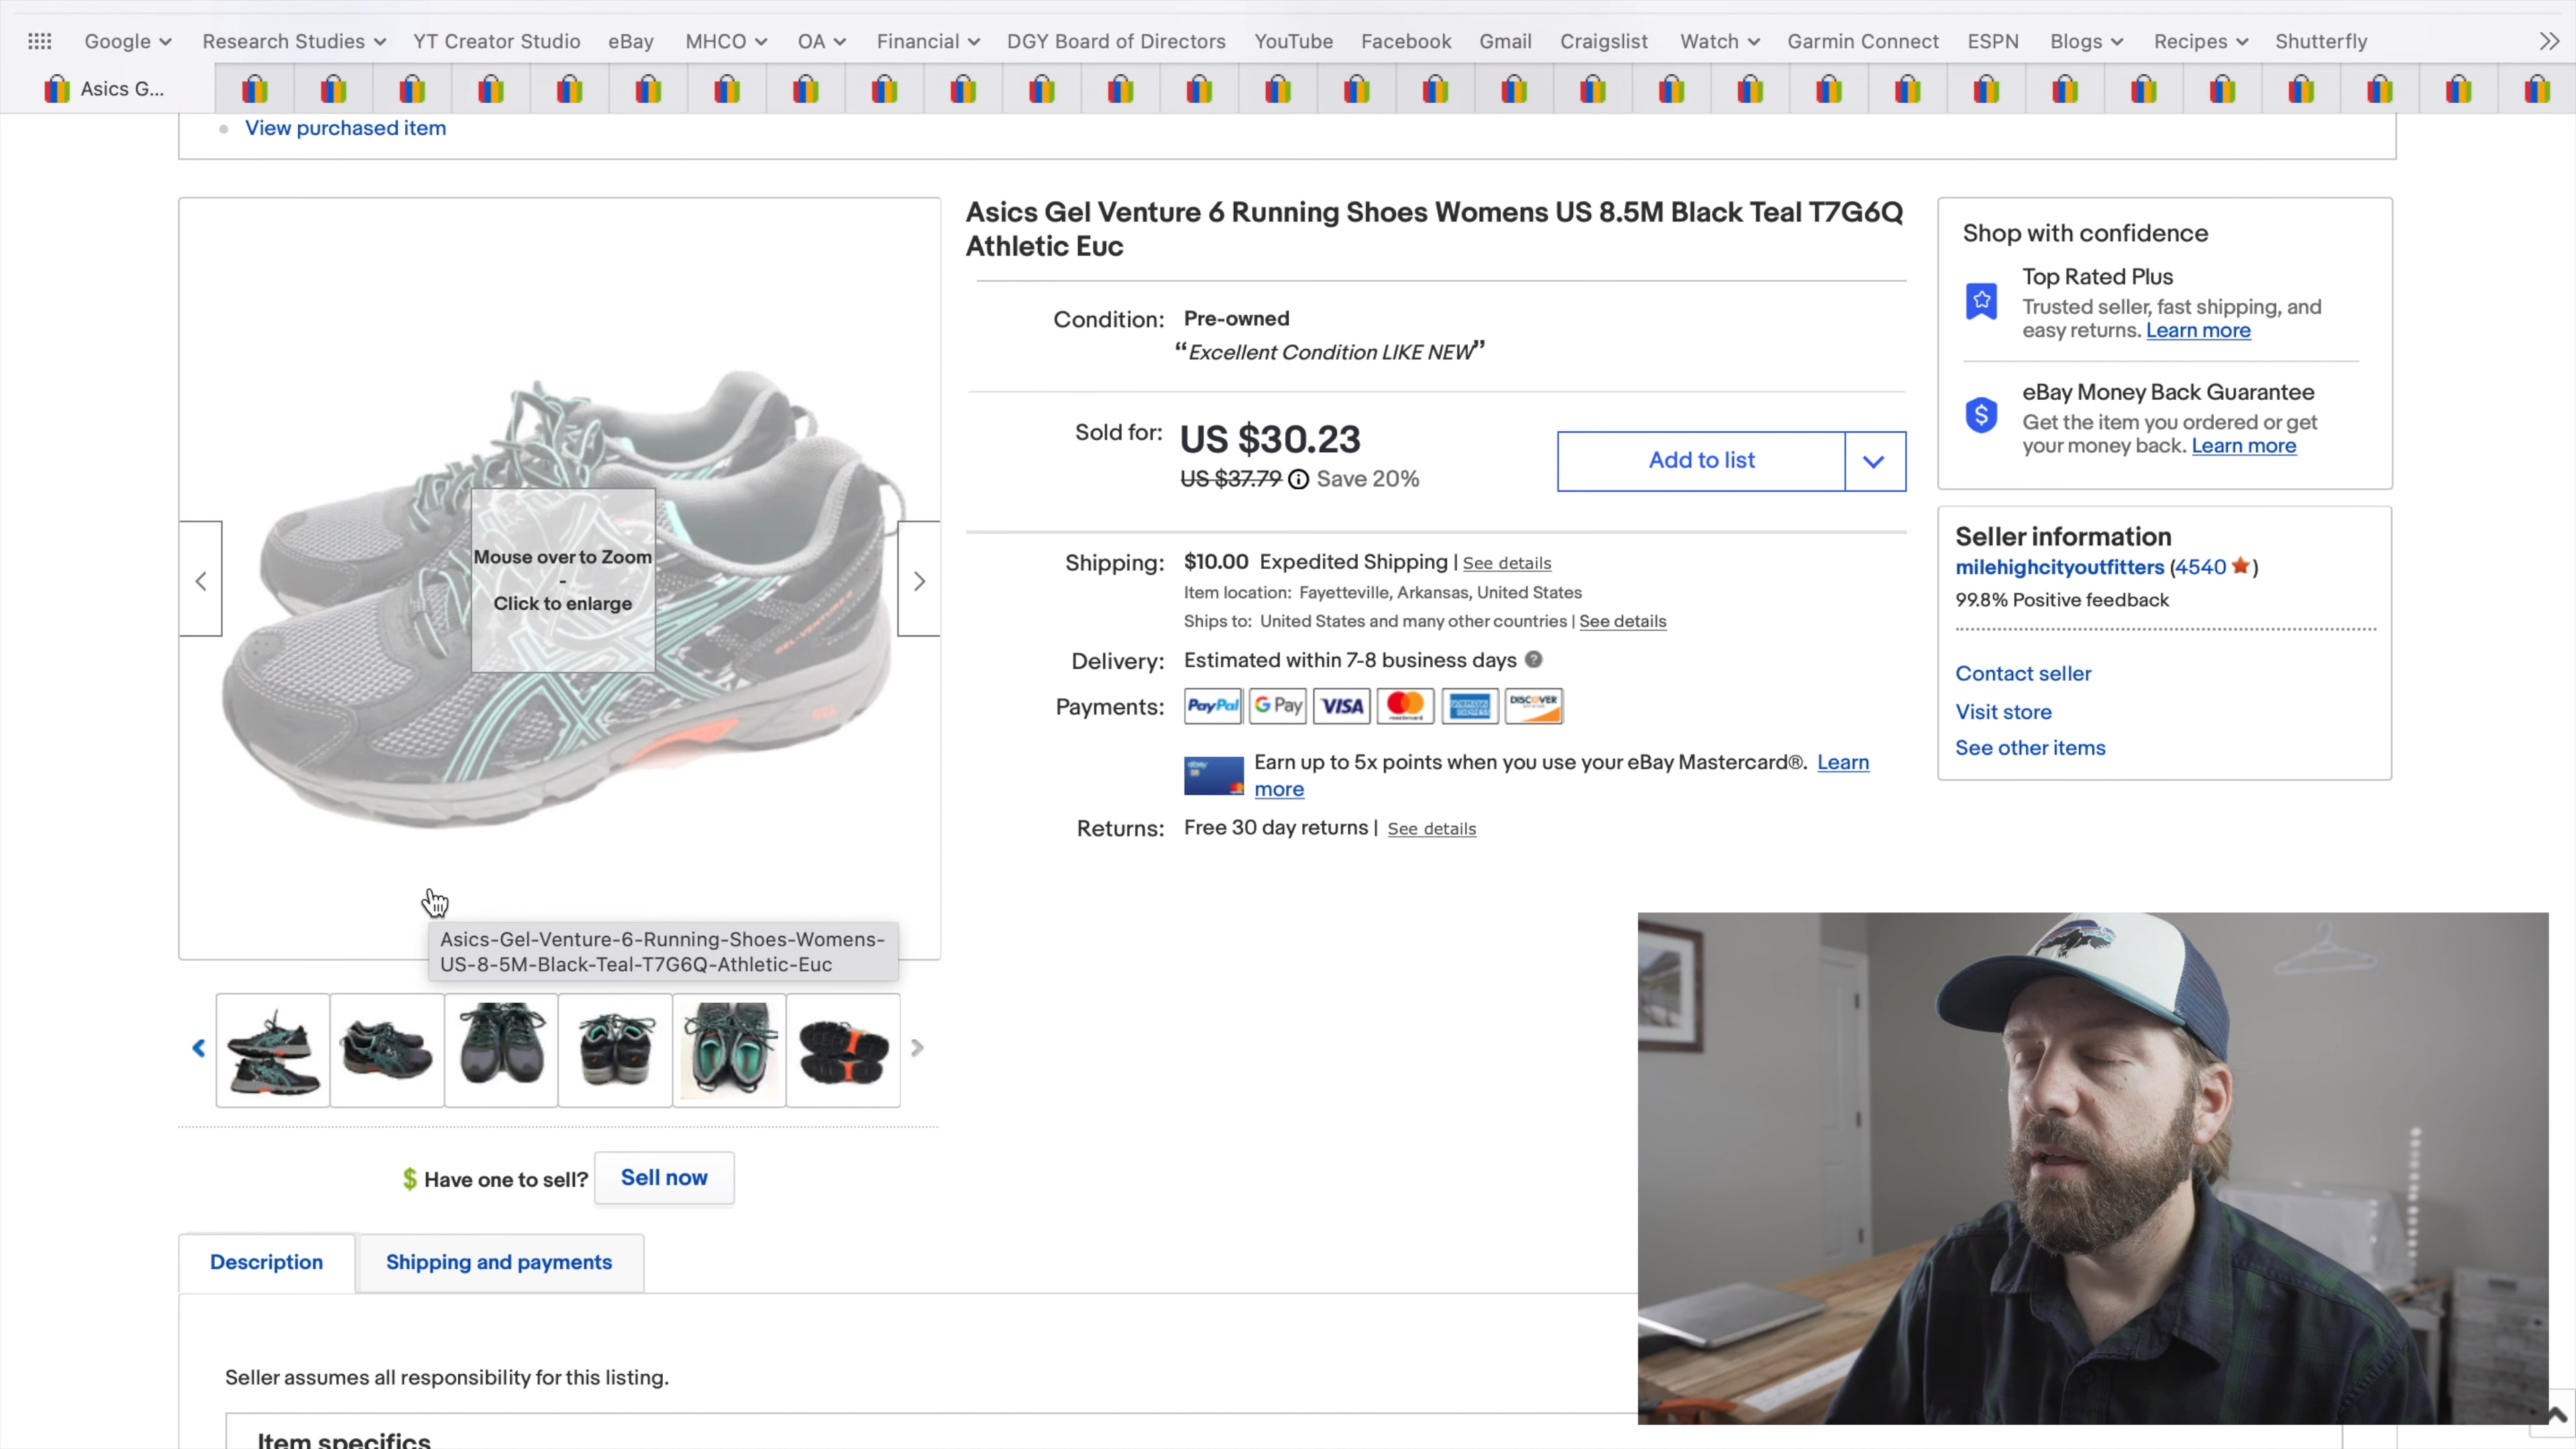 Google
Research Studies
YT Creator Studio
eBay
MHCO
OA
Financial
DGY Board of Directors
YouTube
Facebook
Gmail
Craigslist
Watch
Garmin Connect
ESPN
Blogs
Recipes
Shutterfly
Asics G...
View purchased item
Asics Gel Venture 6 Running Shoes Womens US 8.5M Black Teal T7G6Q
Athletic Euc
Condition: Pre-owned
“Excellent Condition LIKE NEW”
Sold for: US $30.23
US $37.79 Save 20%
Add to list
Shipping: $10.00 Expedited Shipping | See details
Item location: Fayetteville, Arkansas, United States
Ships to: United States and many other countries | See details
Delivery: Estimated within 7-8 business days
Payments: PayPal G Pay VISA mastercard AMERICAN EXPRESS DISCOVER
ebay
Earn up to 5x points when you use your eBay Mastercard®. Learn
more
Returns: Free 30 day returns | See details
Shop with confidence
Top Rated Plus
Trusted seller, fast shipping, and
easy returns. Learn more
$
eBay Money Back Guarantee
Get the item you ordered or get
your money back. Learn more
Seller information
milehighcityoutfitters (4540)
99.8% Positive feedback
Contact seller
Visit store
See other items
Mouse over to Zoom
-
Click to enlarge
GEL-VENTURE 6
GEL
Asics-Gel-Venture-6-Running-Shoes-Womens-
US-8-5M-Black-Teal-T7G6Q-Athletic-Euc
$ Have one to sell? Sell now
Description
Shipping and payments
Seller assumes all responsibility for this listing.
Item specifics